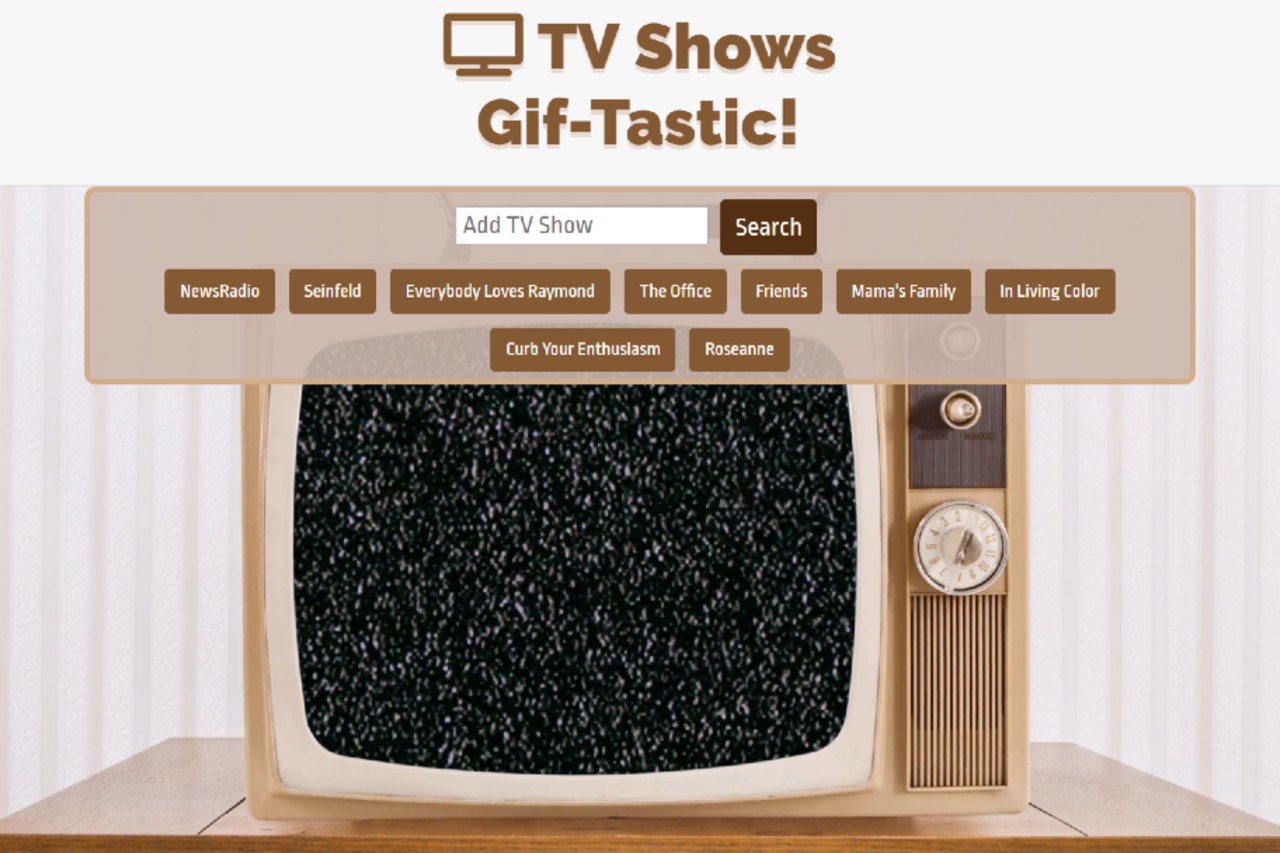 TV Shows
Gif-Tastic!
Add TV Show Search
NewsRadio Seinfeld Everybody Loves Raymond The Office Friends Mama's Family In Living Color
Curb Your Enthusiasm Roseanne